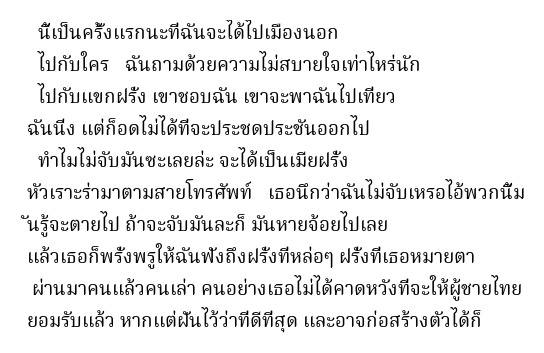 นี่เป็นครั้งแรกนะที่ฉันจะได้ไปเมืองนอก
ไปกับใคร ฉันถามด้วยความไม่สบายใจเท่าไหร่นัก
ไปกับแขกฝรั่ง เขาชอบฉัน เขาจะพาฉันไปเที่ยว
ฉันนึ่ง แต่ก็อดไม่ได้ที่จะประชดประชันออกไป
ทำไมไม่จับมันซะเลยล่ะ จะได้เป็นเมียฝรั่ง
หัวเราะร่ามาตามสายโทรศัพท์ เธอนึกว่าฉันไม่จับเหรอไอ้พวกนี้ม
ันรู้จะตายไป ถ้าจะจับมันละก็ มันหายจ้อยไปเลย
แล้วเธอก็พรั่งพรูให้ฉันฟังถึงฝรั่งที่หล่อๆ ฝรั่งที่เธอหมายตา
ผ่านมาคนแล้วคนเล่า คนอย่างเธอไม่ได้คาดหวังที่จะให้ผู้ชายไทย
ยอมรับแล้ว หากแต่ฝันไว้ว่าที่ดีที่สุด และอาจก่อสร้างตัวได้ก็